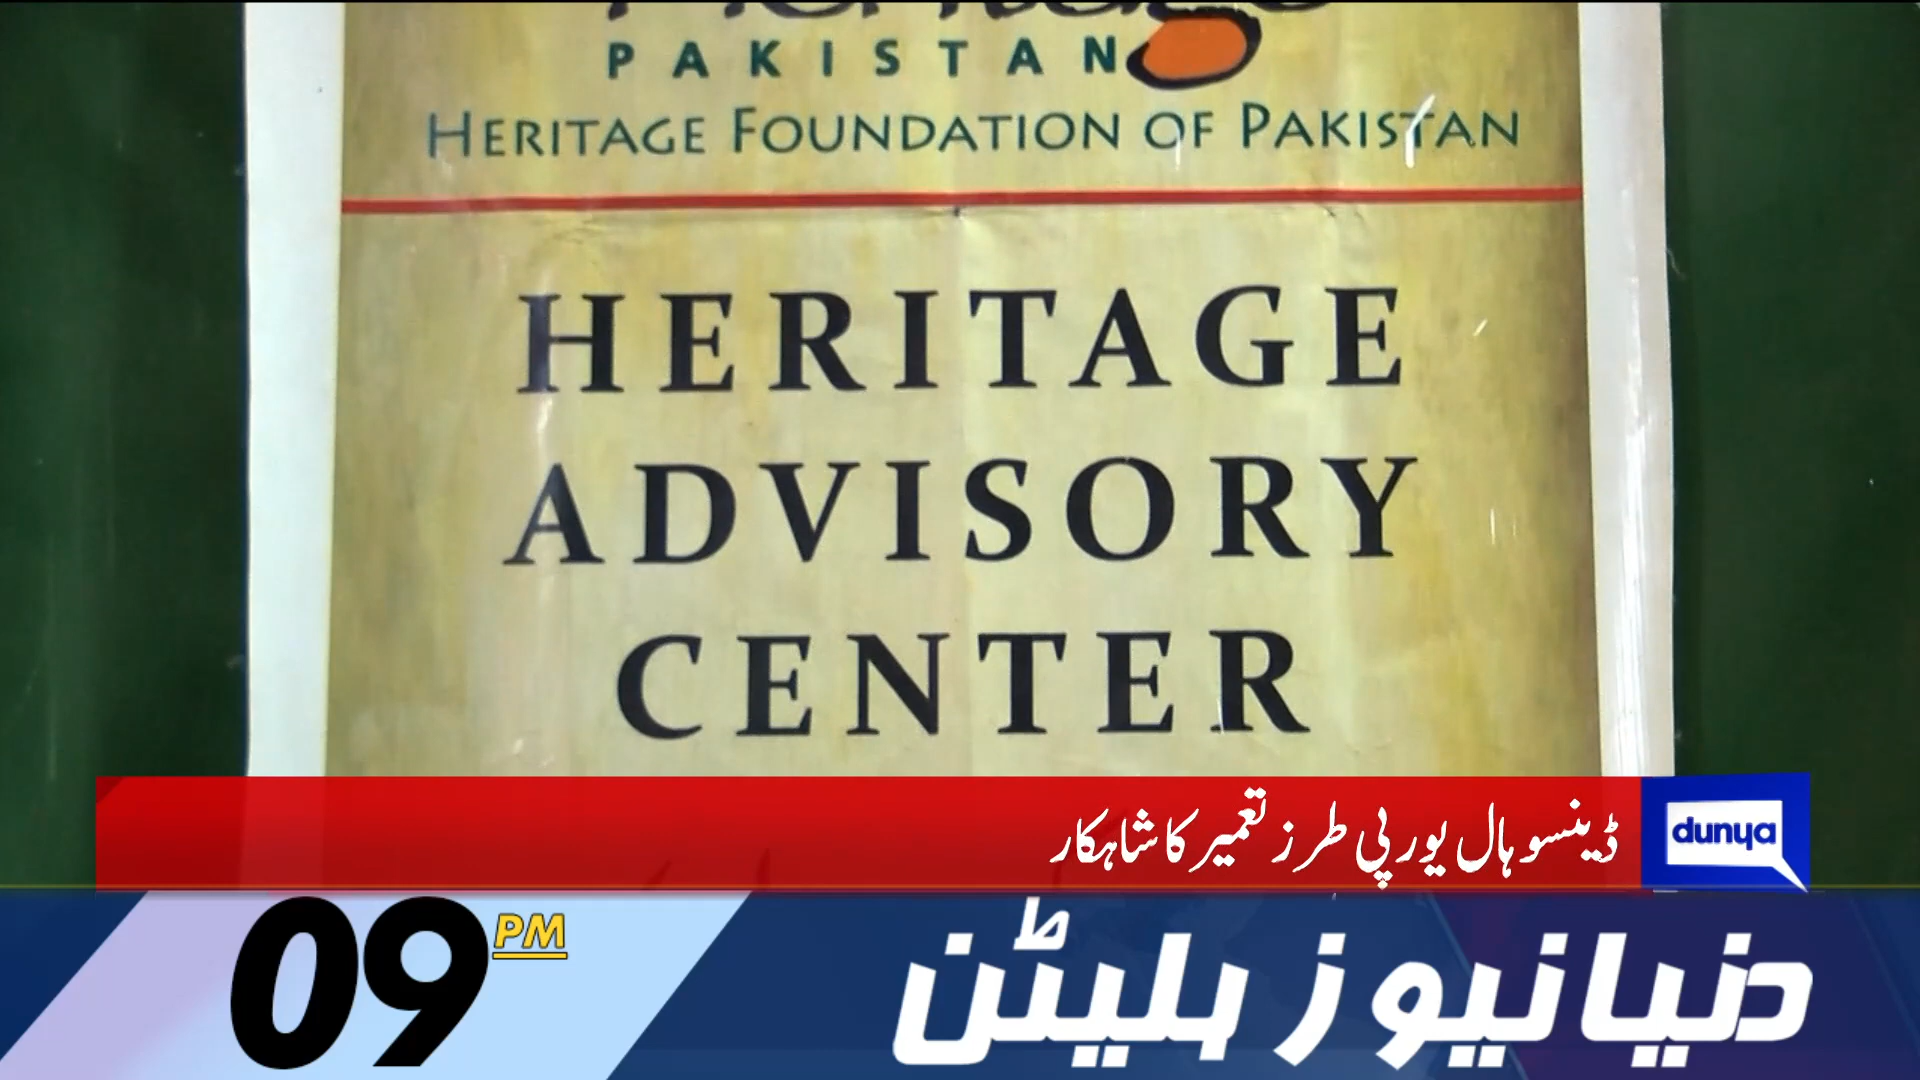 PAKISTAN
HERITAGE FOUNDATION OF PAKISTAN
HERITAGE
ADVISORY
CENTER
ڈینسو ہال یورپی طرز تعمیر کا شاہکار
dunya
09 PM
دنیا نیوز بلیٹن